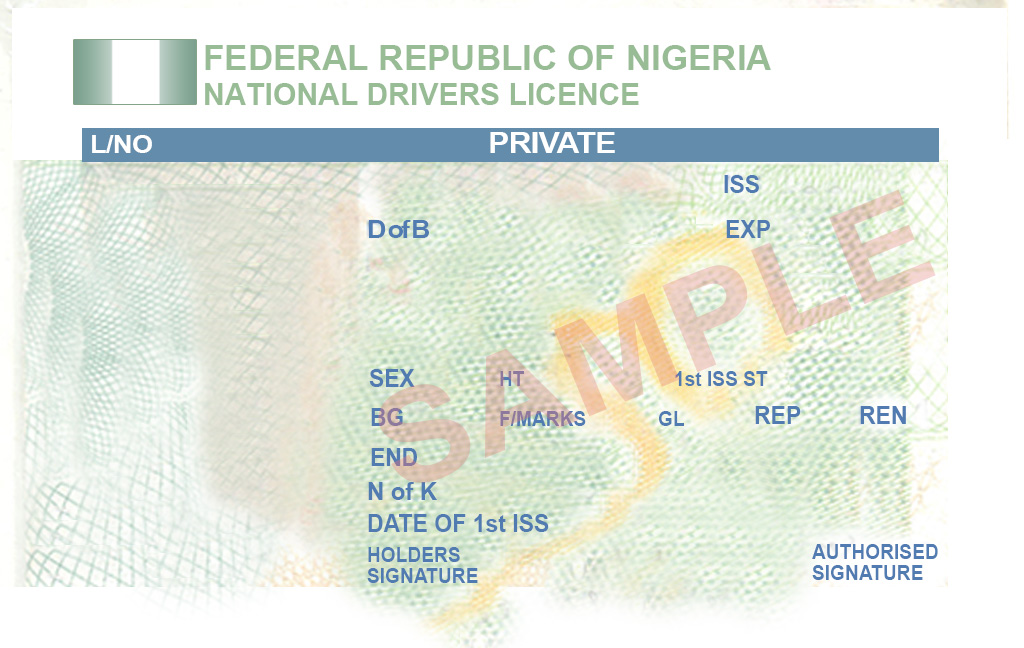 FEDERAL REPUBLIC OF NIGERIA
NATIONAL DRIVERS LICENCE
L/NO PRIVATE
ISS
DofB EXP
SAMPLE
SEX HT 1st ISS ST
BG F/MARKS GL REP REN
END
N of K
DATE OF 1st ISS
HOLDERS
SIGNATURE
AUTHORISED
SIGNATURE